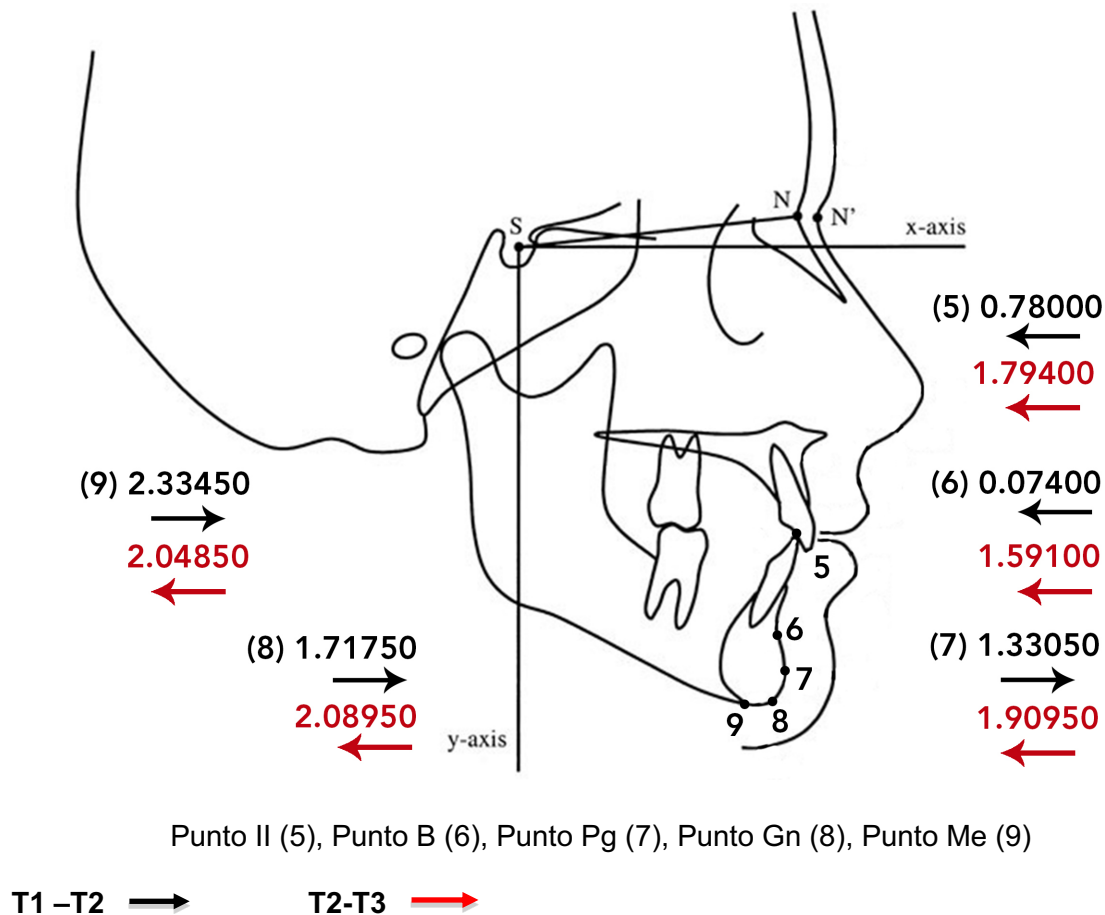 N
N'
S
x-axis
(5) 0.78000
1.79400
(9) 2.33450
2.04850
(6) 0.07400
1.59100
5
6
(8) 1.71750
2.08950
(7) 1.33050
1.90950
7
8
9
y-axis
Punto II (5), Punto B (6), Punto Pg (7), Punto Gn (8), Punto Me (9)
T1 –T2 T2-T3